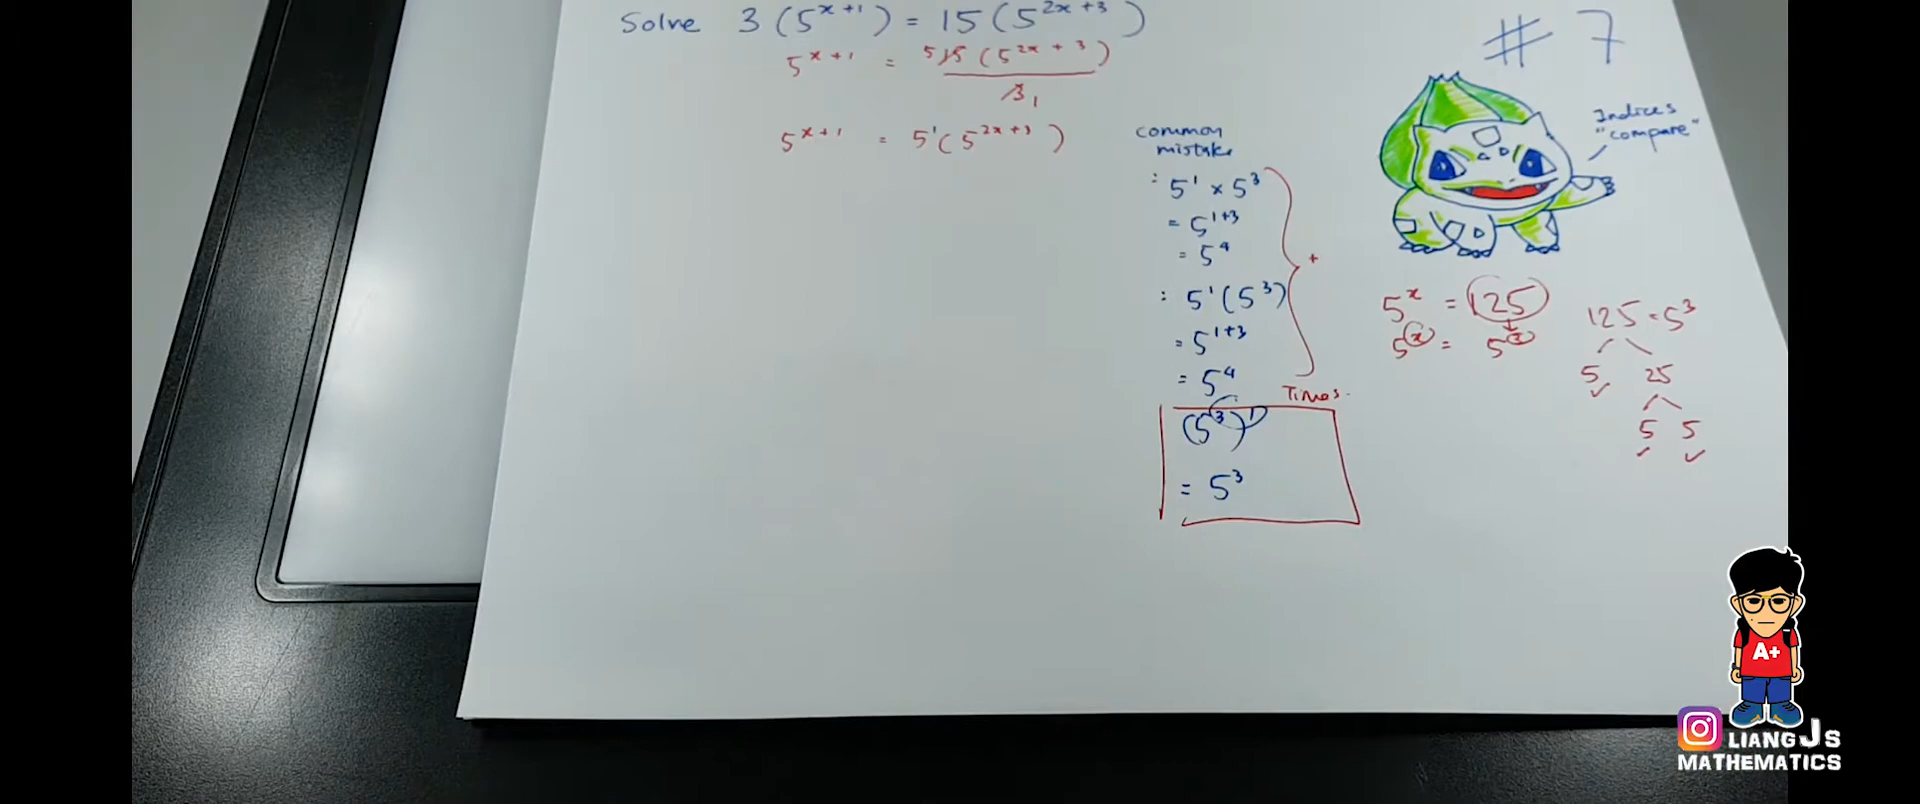 Solve 3(5^{x+1}) = 15(5^{2x+3})
5^{x+1} = 5 15(5^{2x+3}) / 3 1
5^{x+1} = 5^1(5^{2x+3})
common
mistake
: 5^1 × 5^3
= 5^{1+3}
= 5^4
: 5^1(5^3)
= 5^{1+3}
= 5^4
+
Times.
(5^3)^1
= 5^3
# 7
Indices
"compare"
5^x = 125
5^x = 5^3
125 = 5^3
5 25
5 5
A+
LIANGJS
MATHEMATICS